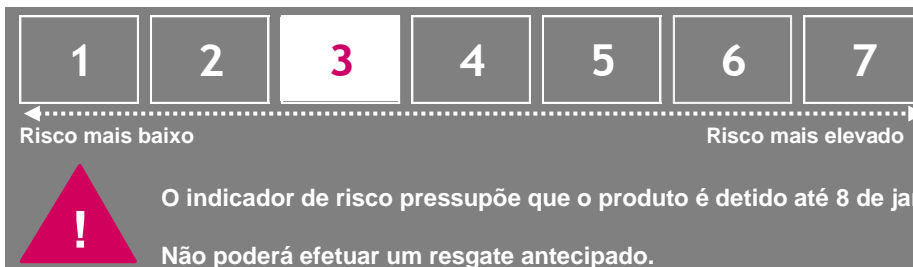 1 2 3 4 5 6 7
Risco mais baixo Risco mais elevado
! O indicador de risco pressupõe que o produto é detido até 8 de
Não poderá efetuar um resgate antecipado.